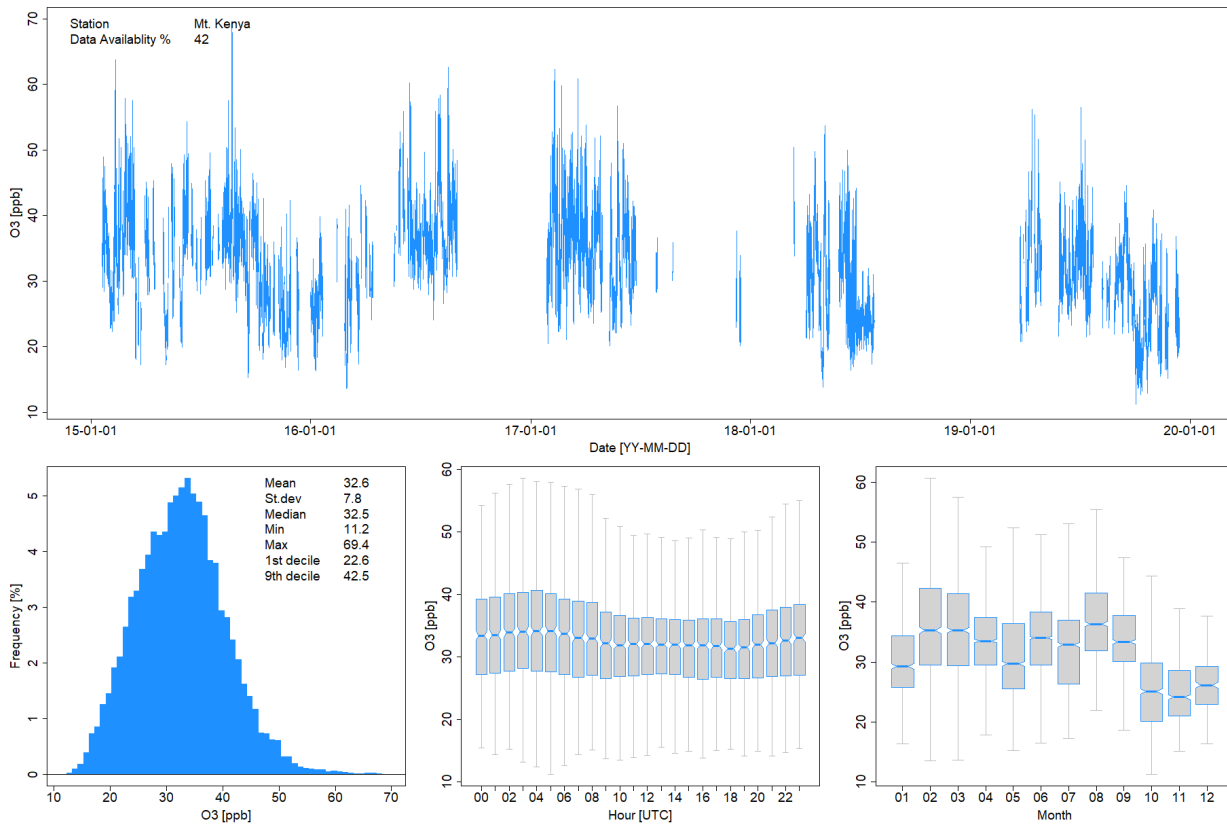 Station Mt. Kenya
Data Availablity % 42
O3 [ppb]
70
60
50
40
30
20
10
15-01-01 16-01-01 17-01-01 18-01-01 19-01-01 20-01-01
Date [YY-MM-DD]
Frequency [%]
5
4
3
2
1
0
Mean 32.6
St.dev 7.8
Median 32.5
Min 11.2
Max 69.4
1st decile 22.6
9th decile 42.5
10 20 30 40 50 60 70
O3 [ppb]
O3 [ppb]
60
50
40
30
20
10
00 02 04 06 08 10 12 14 16 18 20 22
Hour [UTC]
O3 [ppb]
60
50
40
30
20
10
01 02 03 04 05 06 07 08 09 10 11 12
Month